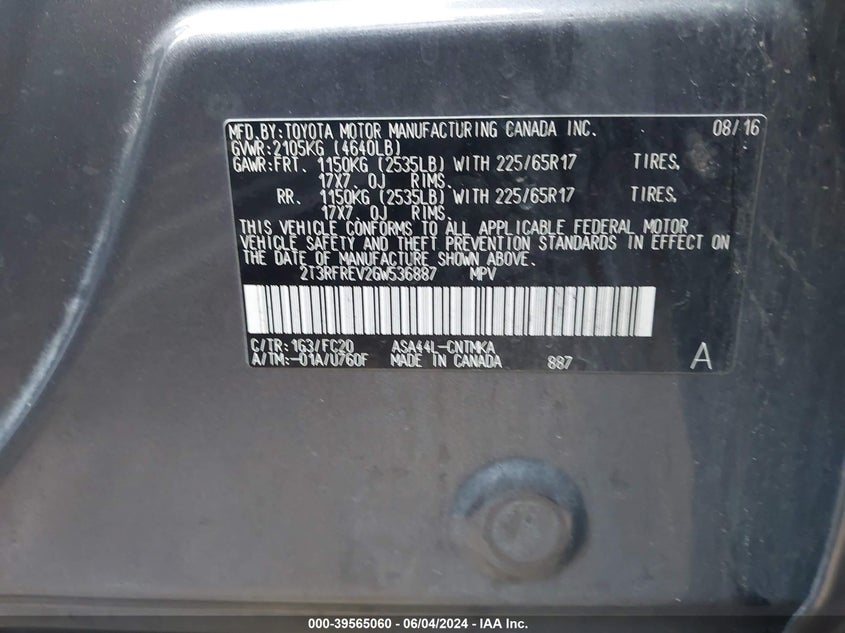 MFD.BY:TOYOTA MOTOR MANUFACTURING CANADA INC. 08/16
GVWR:2105KG (4640LB)
GAWR:FRT. 1150KG (2535LB) WITH 225/65R17 TIRES,
17X7.0J RIMS.
RR. 1150KG (2535LB) WITH 225/65R17 TIRES,
17X7.0J RIMS.
THIS VEHICLE CONFORMS TO ALL APPLICABLE FEDERAL MOTOR
VEHICLE SAFETY AND THEFT PREVENTION STANDARDS IN EFFECT ON
THE DATE OF MANUFACTURE SHOWN ABOVE.
2T3RFREV2GW536887 MPV
C/TR:1G3/FC20 ASA44L-CNTMKA
A/TM:-01A/U760F MADE IN CANADA 887 A
000-39565060 - 06/04/2024 - IAA Inc.